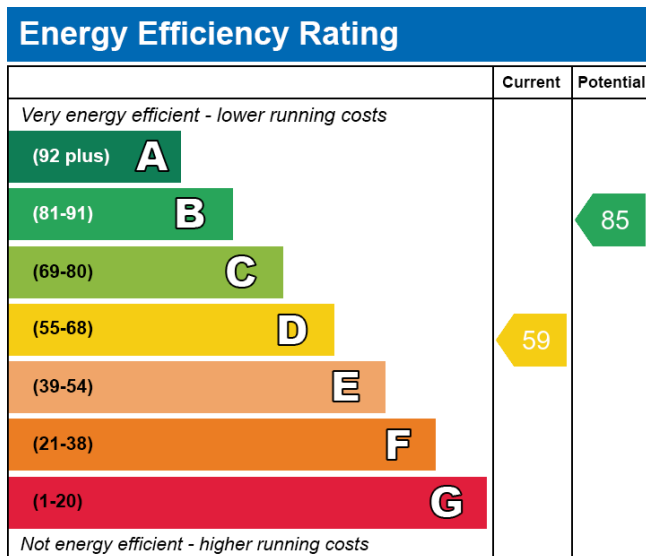 Energy Efficiency Rating
Current Potential
Very energy efficient - lower running costs
(92 plus) A
(81-91) B
85
(69-80) C
(55-68) D
59
(39-54) E
(21-38) F
(1-20) G
Not energy efficient - higher running costs